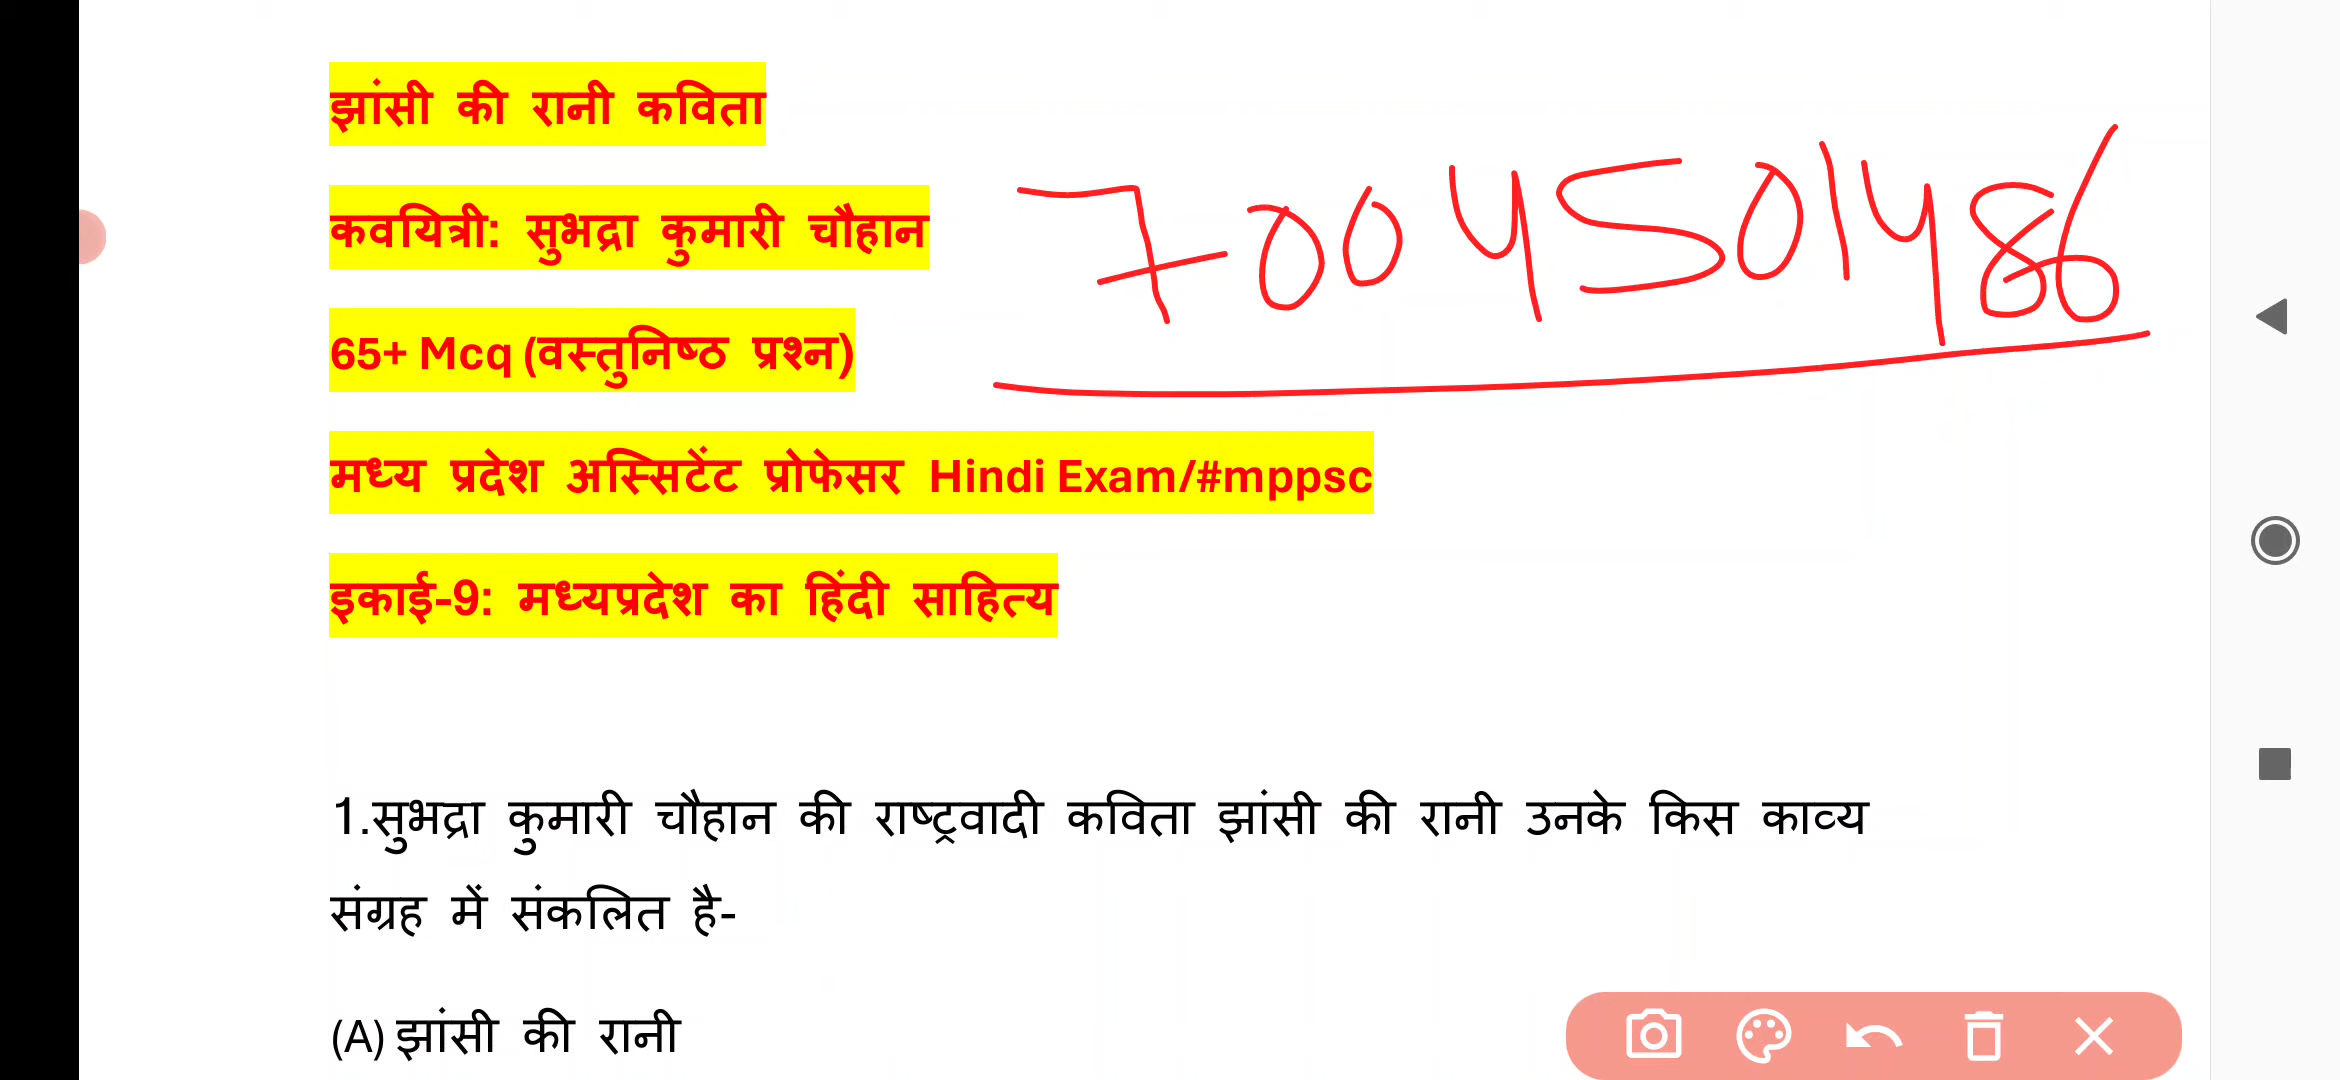 झांसी की रानी कविता
कवयित्री: सुभद्रा कुमारी चौहान
7004501486
65+ Mcq (वस्तुनिष्ठ प्रश्न)
मध्य प्रदेश अस्सिटेंट प्रोफेसर Hindi Exam/#mppsc
इकाई-9: मध्यप्रदेश का हिंदी साहित्य
1.सुभद्रा कुमारी चौहान की राष्ट्रवादी कविता झांसी की रानी उनके किस काव्य
संग्रह में संकलित है-
(A) झांसी की रानी